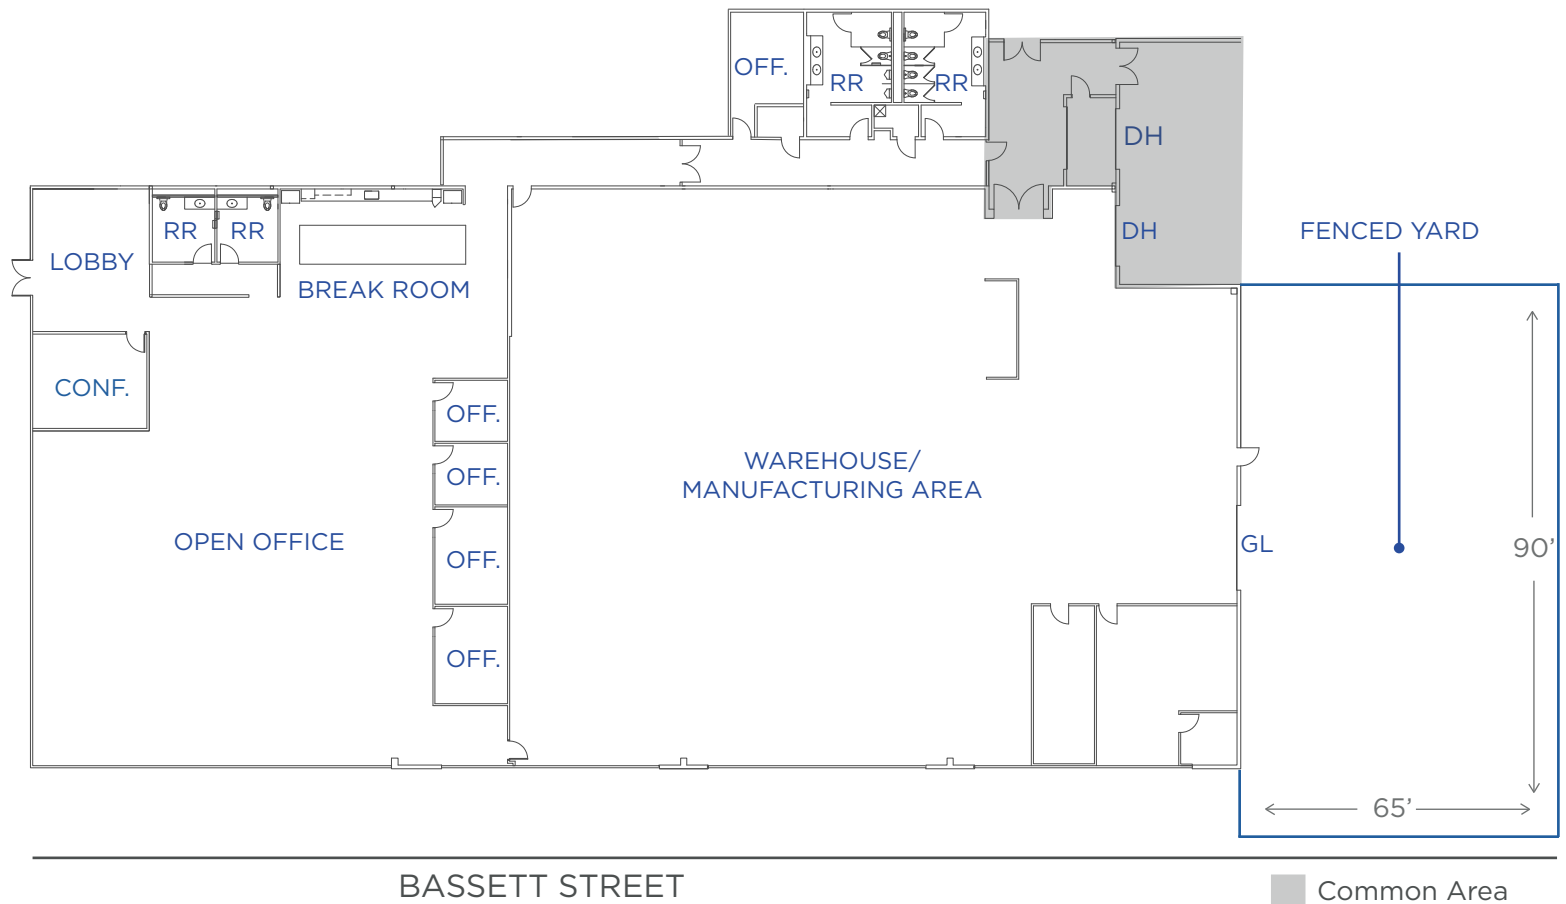 OFF.
RR
RR
DH
DH
RR
RR
LOBBY
BREAK ROOM
FENCED YARD
CONF.
OFF.
OFF.
WAREHOUSE/
MANUFACTURING AREA
OPEN OFFICE
OFF.
GL
90’
OFF.
65’
BASSETT STREET
Common Area